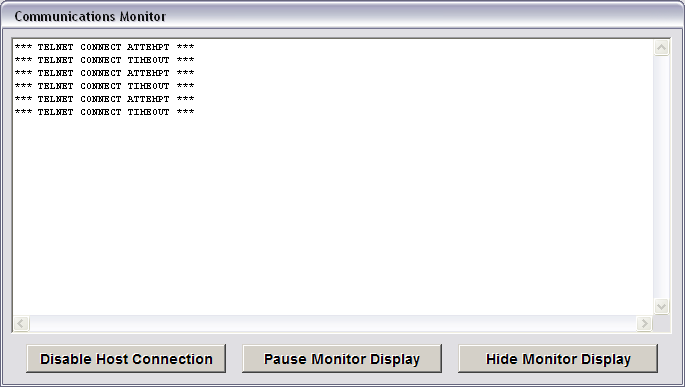 Communications Monitor
*** TELNET CONNECT ATTEMPT ***
*** TELNET CONNECT TIMEOUT ***
*** TELNET CONNECT ATTEMPT ***
*** TELNET CONNECT TIMEOUT ***
*** TELNET CONNECT ATTEMPT ***
*** TELNET CONNECT TIMEOUT ***
Disable Host Connection
Pause Monitor Display
Hide Monitor Display